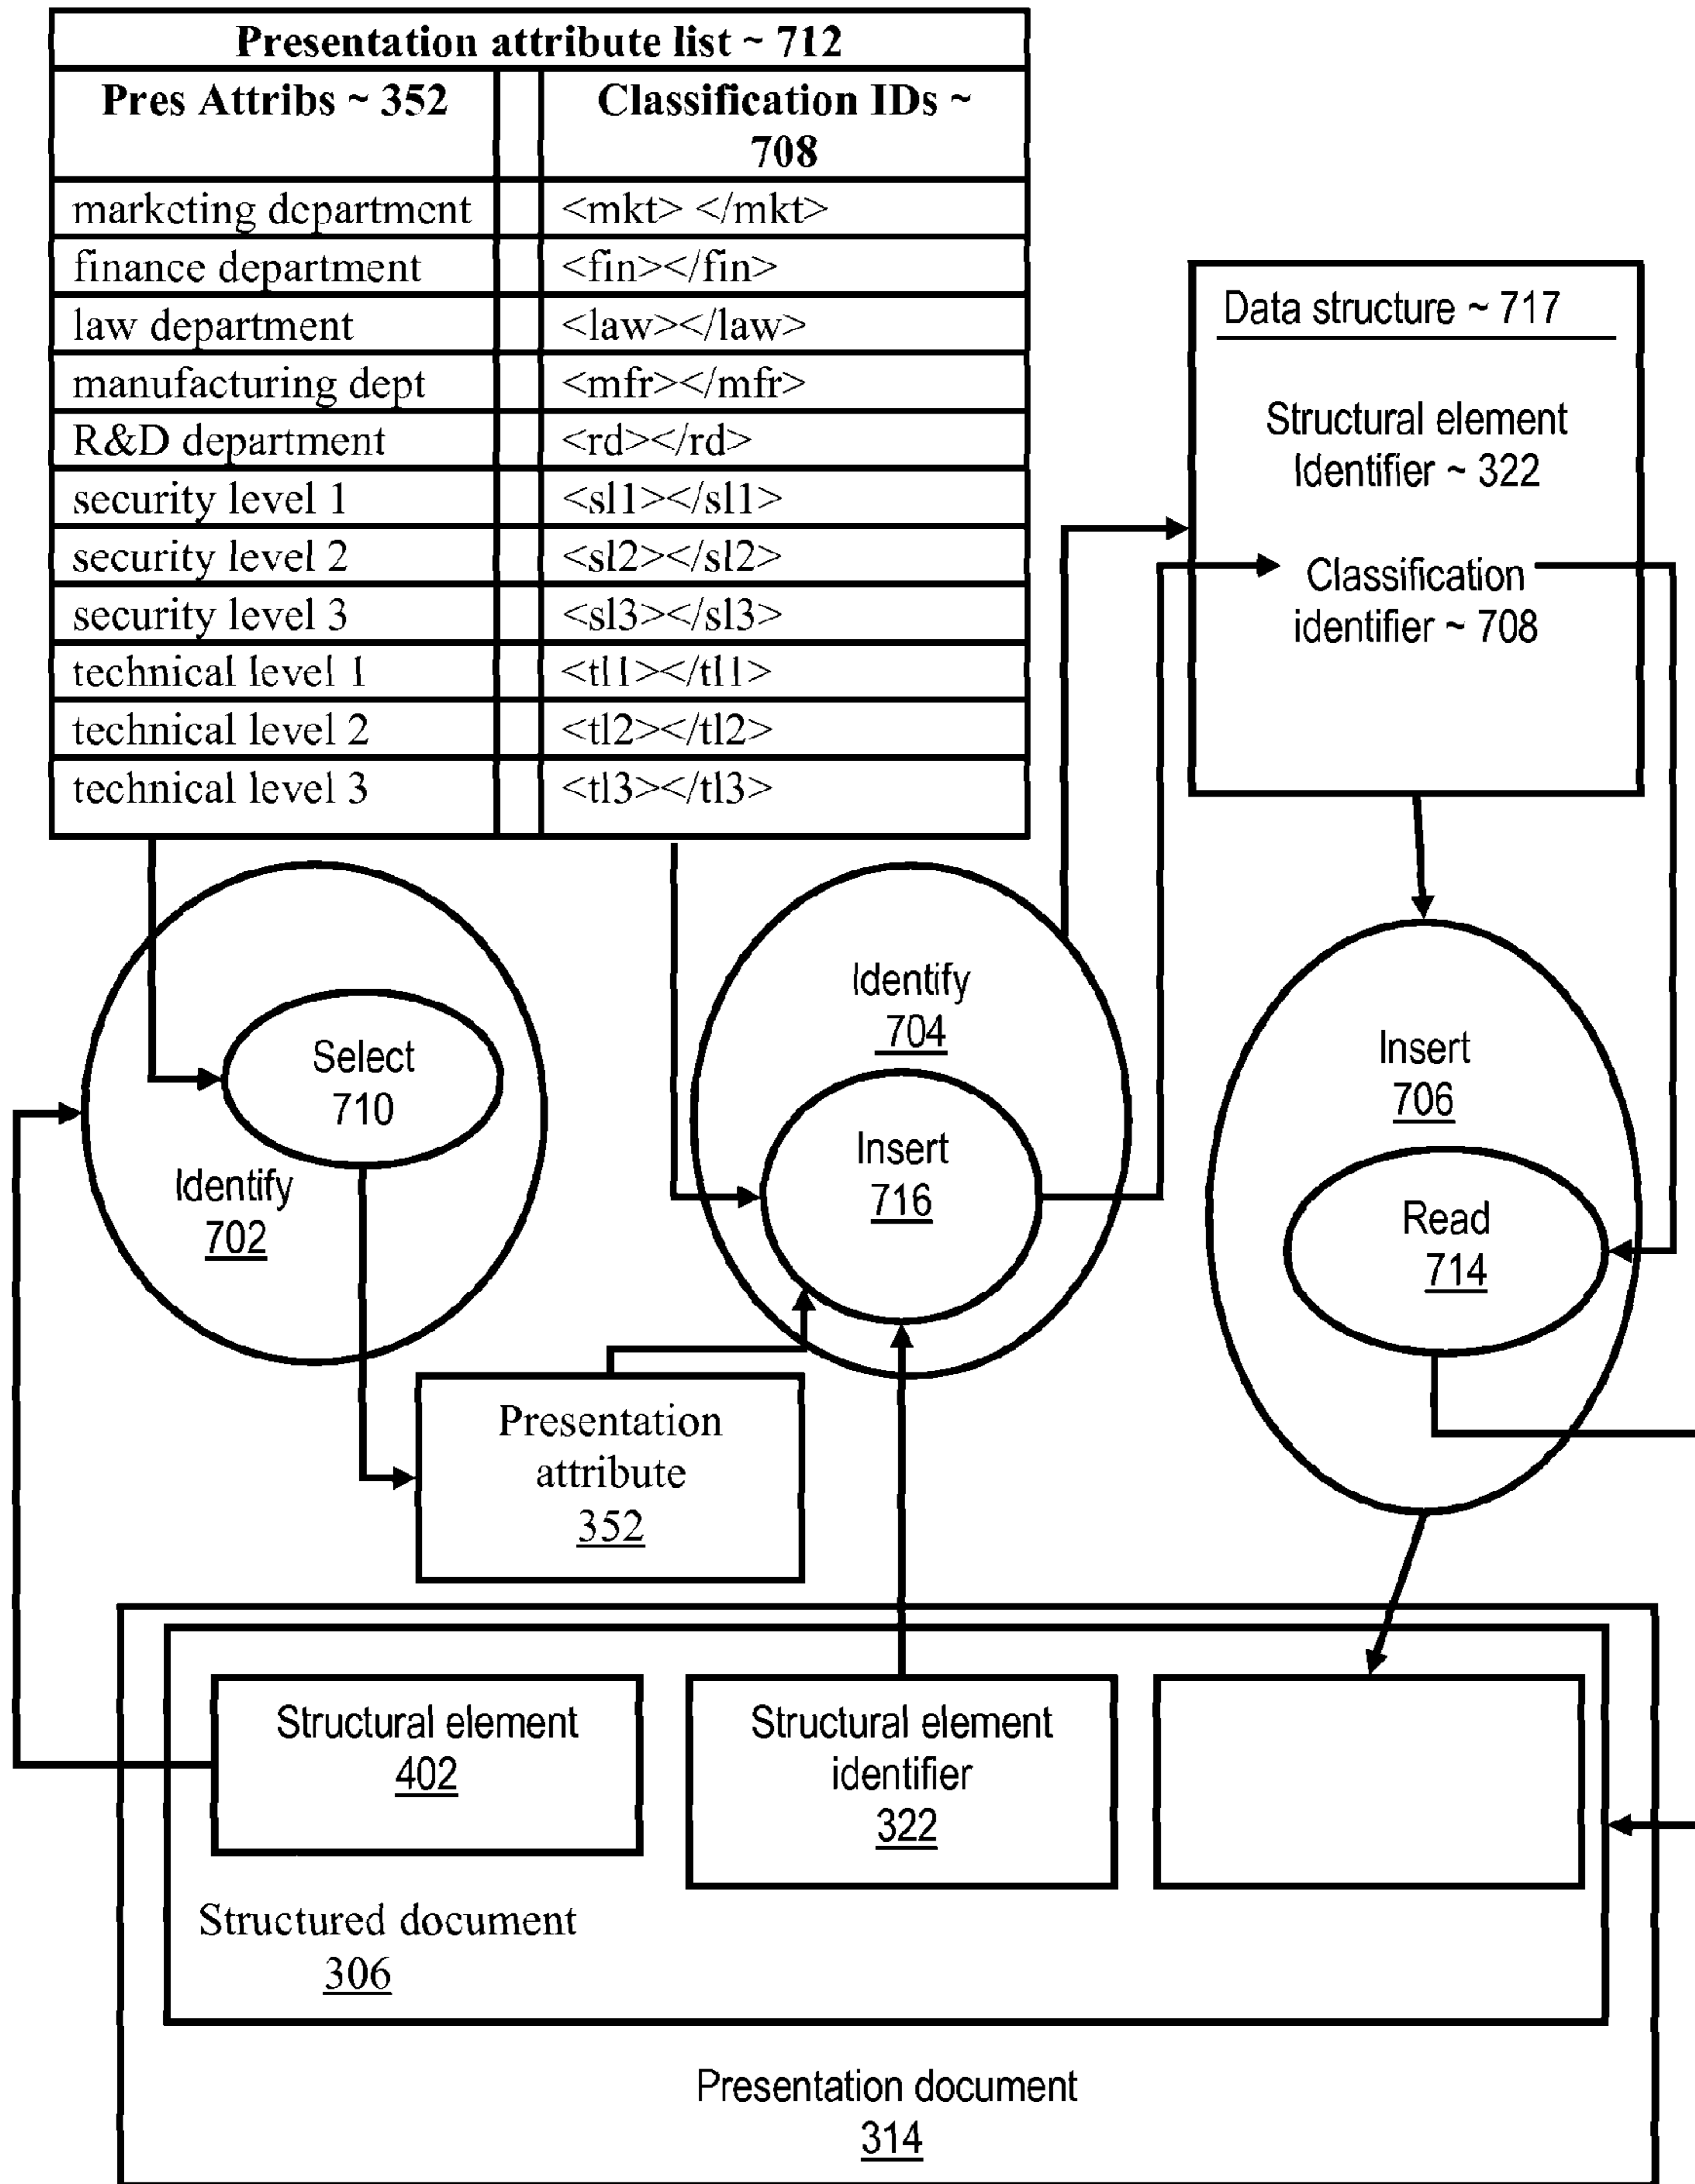 Presentation attribute list ~ 712
Pres Attribs ~ 352
Classification IDs ~
708
marketing department
<mkt> </mkt>
finance department
<fin></fin>
law department
<law></law>
manufacturing dept
<mfr></mfr>
R&D department
<rd></rd>
security level 1
<sl1></sl1>
security level 2
<sl2></sl2>
security level 3
<sl3></sl3>
technical level 1
<tl1></tl1>
technical level 2
<tl2></tl2>
technical level 3
<tl3></tl3>
Data structure ~ 717
Structural element
Identifier ~ 322
Classification
identifier ~ 708
Select
710
Identify
702
Identify
704
Insert
716
Insert
706
Read
714
Presentation
attribute
352
Structural element
402
Structural element
identifier
322
Structured document
306
Presentation document
314